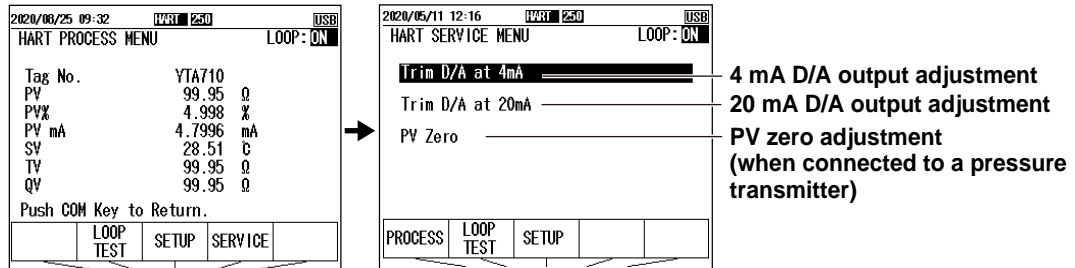 2020/08/25 09:32 HART 250 USB
HART PROCESS MENU LOOP:ON
Tag No. YTA710
PV 99.95 Ω
PV% 4.998 %
PV mA 4.7996 mA
SV 28.51 ℃
TV 99.95 Ω
QV 99.95 Ω
Push COM Key to Return.
LOOP
TEST
SETUP
SERVICE
2020/05/11 12:16 HART 250 USB
HART SERVICE MENU LOOP:ON
Trim D/A at 4mA
Trim D/A at 20mA
PV Zero
PROCESS
LOOP
TEST
SETUP
4 mA D/A output adjustment
20 mA D/A output adjustment
PV zero adjustment
(when connected to a pressure
transmitter)